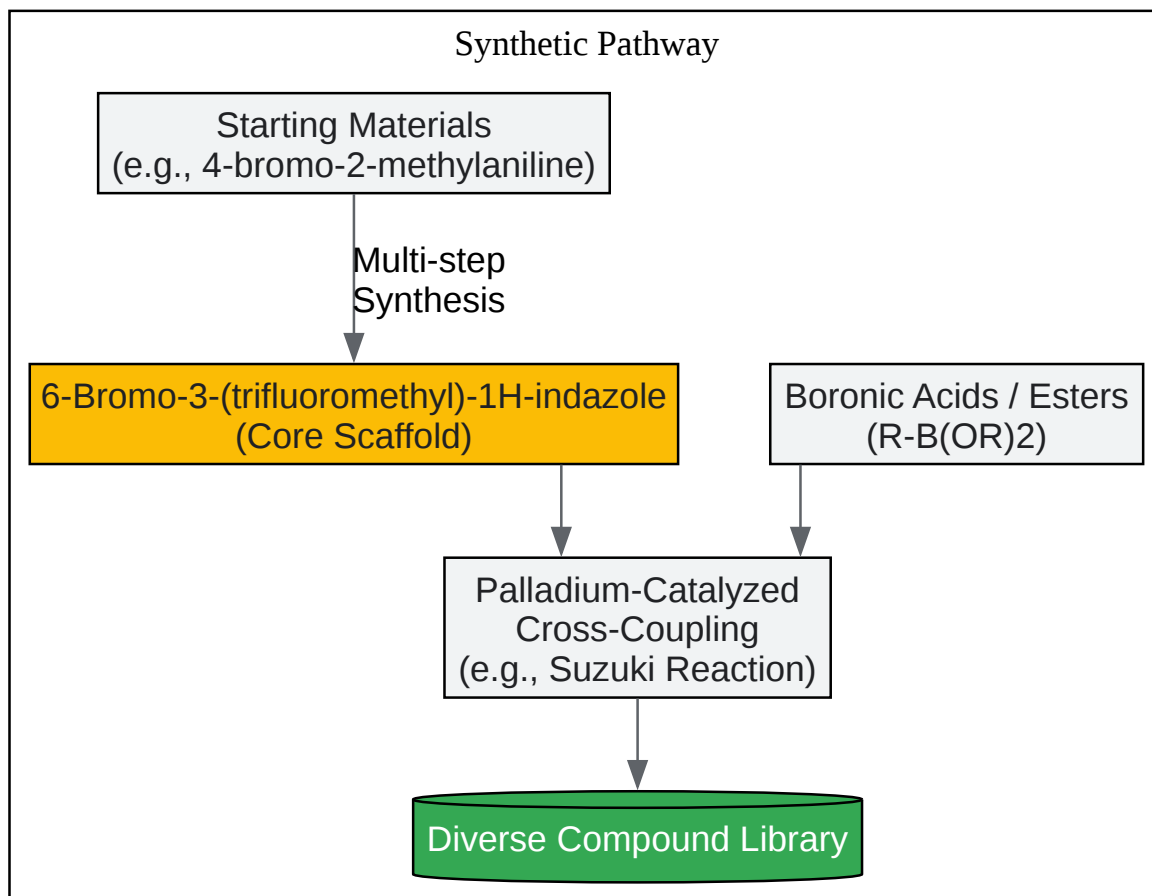 Synthetic Pathway
Starting Materials
(e.g., 4-bromo-2-methylaniline)
Multi-step
Synthesis
6-Bromo-3-(trifluoromethyl)-1H-indazole
(Core Scaffold)
Boronic Acids / Esters
(R-B(OR)2)
Palladium-Catalyzed
Cross-Coupling
(e.g., Suzuki Reaction)
Diverse Compound Library